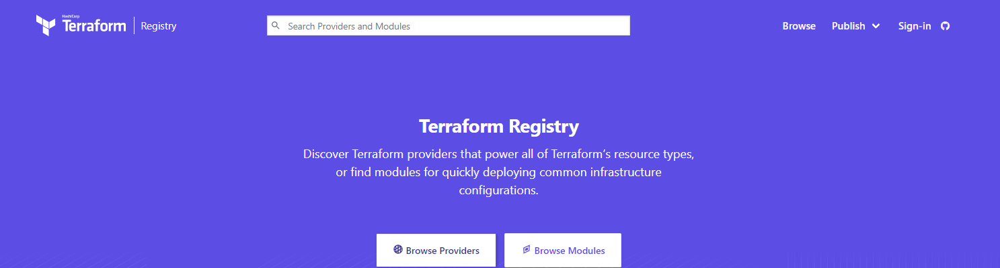 HashiCorp
Terraform
Registry
Search Providers and Modules
Browse
Publish
Sign-in
Terraform Registry
Discover Terraform providers that power all of Terraform’s resource types,
or find modules for quickly deploying common infrastructure
configurations.
Browse Providers
Browse Modules